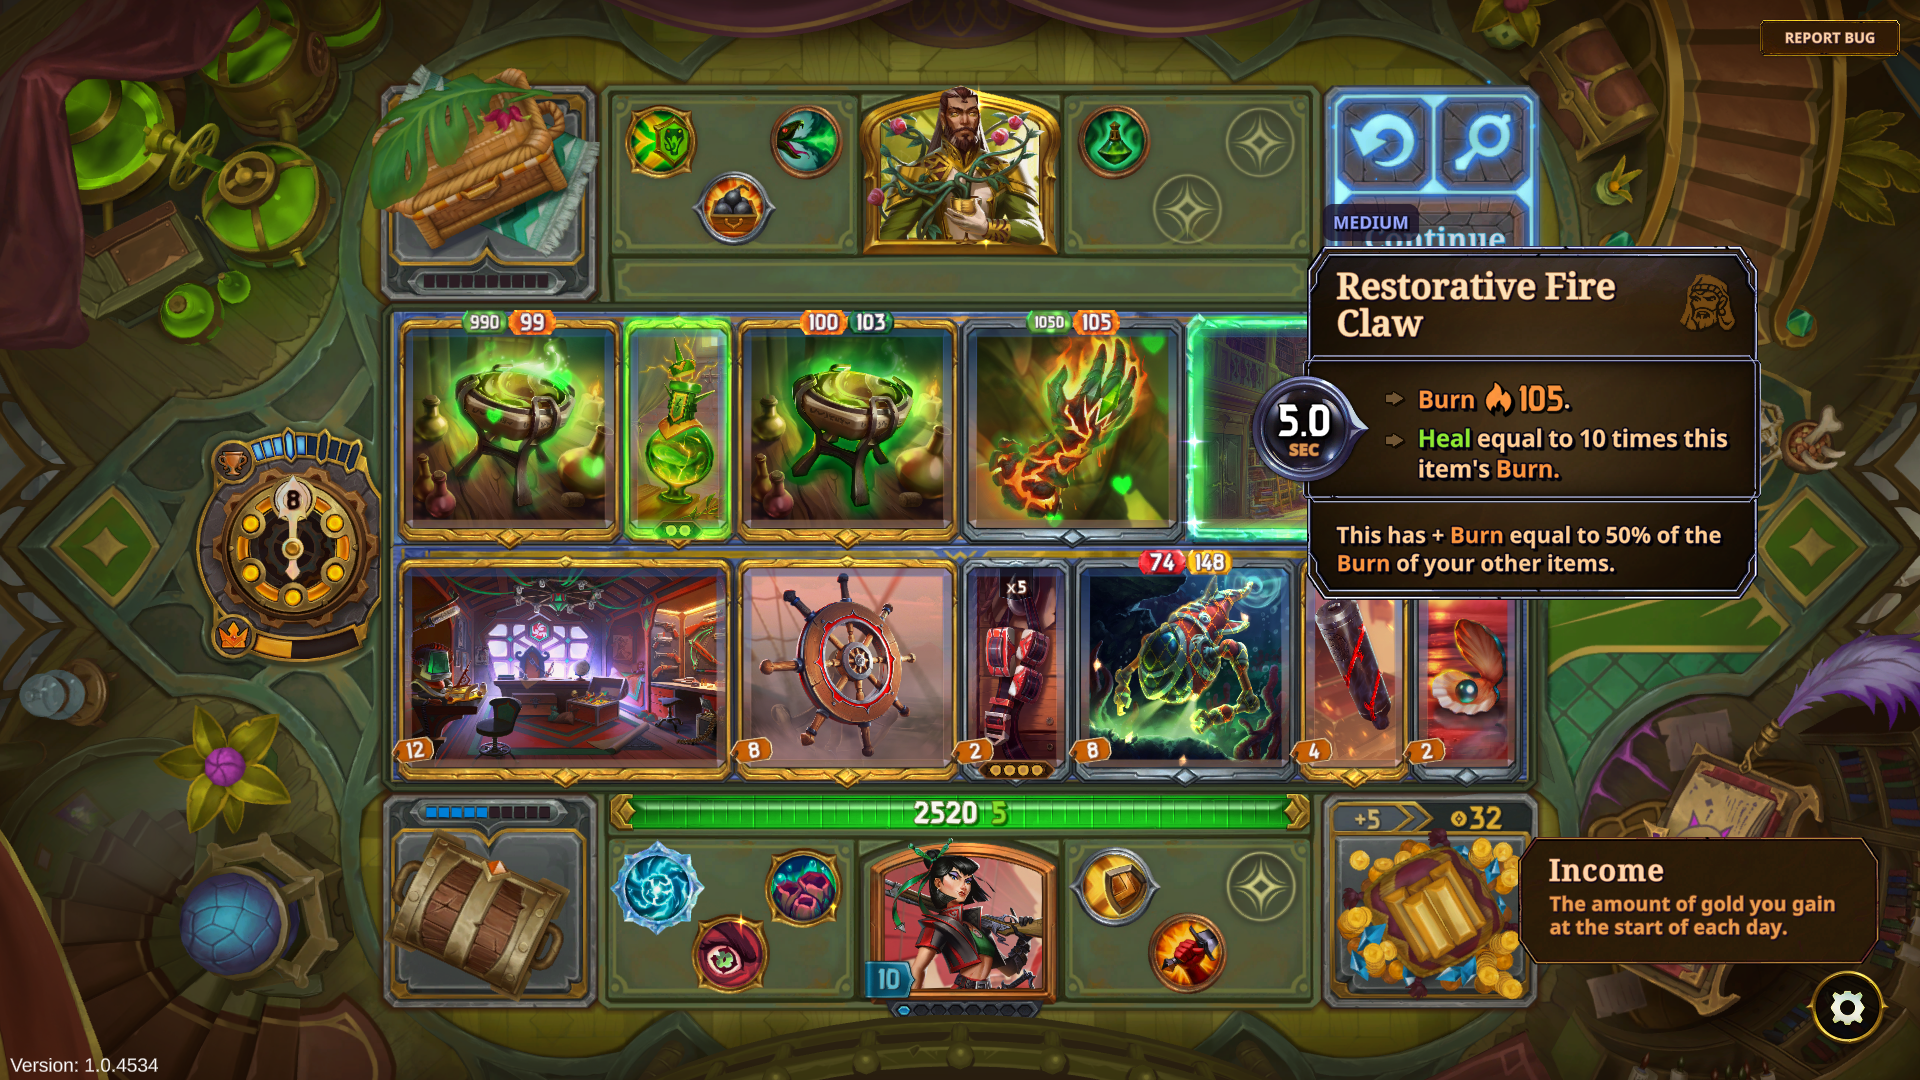 REPORT BUG
MEDIUM
Continue
Restorative Fire
Claw
5.0
SEC
Burn 105.
Heal equal to 10 times this
item's Burn.
This has + Burn equal to 50% of the
Burn of your other items.
990 99
100 103
1050 105
8
74 148
x5
12
8
2
8
4
2
2520 5
+5
32
10
Income
The amount of gold you gain
at the start of each day.
Version: 1.0.4534